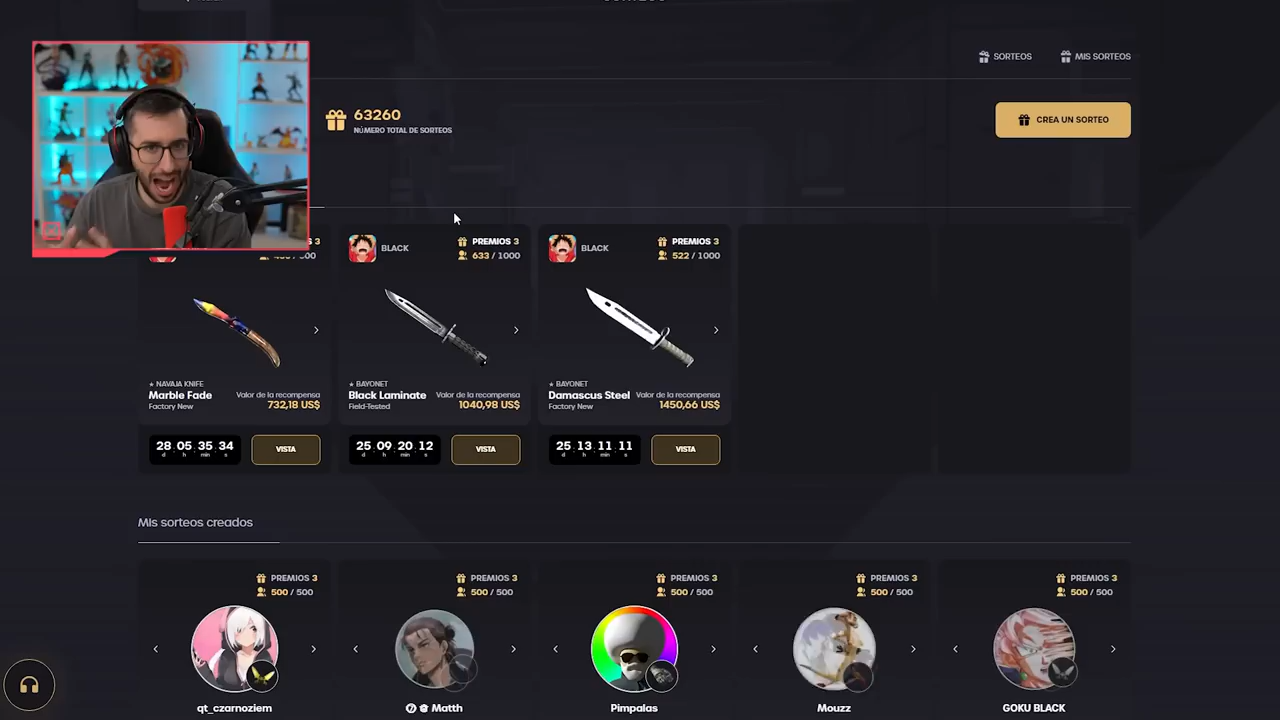 SORTEOS
MIS SORTEOS
63260
NÚMERO TOTAL DE SORTEOS
CREA UN SORTEO
BLACK
PREMIOS 3
633 / 1000
BLACK
PREMIOS 3
522 / 1000
★ NAVAJA KNIFE
Marble Fade
Factory New
Valor de la recompensa
732,18 US$
★ BAYONET
Black Laminate
Field-Tested
Valor de la recompensa
1040,98 US$
★ BAYONET
Damascus Steel
Factory New
Valor de la recompensa
1450,66 US$
28 : 05 : 35 : 34
d h min s
VISTA
25 : 09 : 20 : 12
d h min s
VISTA
25 : 13 : 11 : 11
d h min s
VISTA
Mis sorteos creados
PREMIOS 3
500 / 500
PREMIOS 3
500 / 500
PREMIOS 3
500 / 500
PREMIOS 3
500 / 500
PREMIOS 3
500 / 500
qt_czarnoziem
Matth
Pimpalas
Mouzz
GOKU BLACK